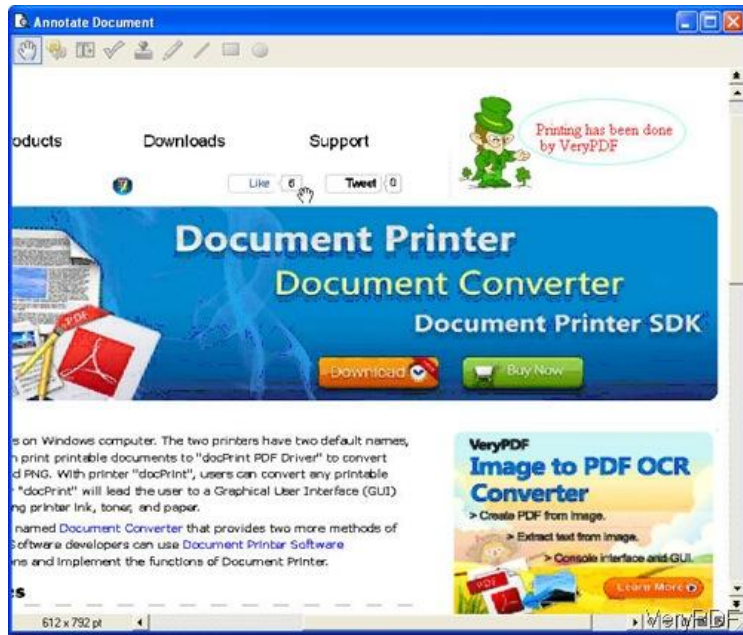 Annotate Document
oducts Downloads Support
Printing has been done
by VeryPDF
Like 6 Tweet 0
Document Printer
Document Converter
Document Printer SDK
PDF
Download
Buy Now
s on Windows computer. The two printers have two default names,
n print printable documents to "docPrint PDF Driver" to convert
d PNG. With printer "docPrint", users can convert any printable
"docPrint" will lead the user to a Graphical User Interface (GUI)
ng printer ink, toner, and paper.
named Document Converter that provides two more methods of
Software developers can use Document Printer Software
ons and implement the functions of Document Printer.
s
VeryPDF
Image to PDF OCR
Converter
> Create PDF from image.
> Extract text from image.
> Console interface and GUI.
PDF
Learn More
612 x 792 pt
VeryPDF